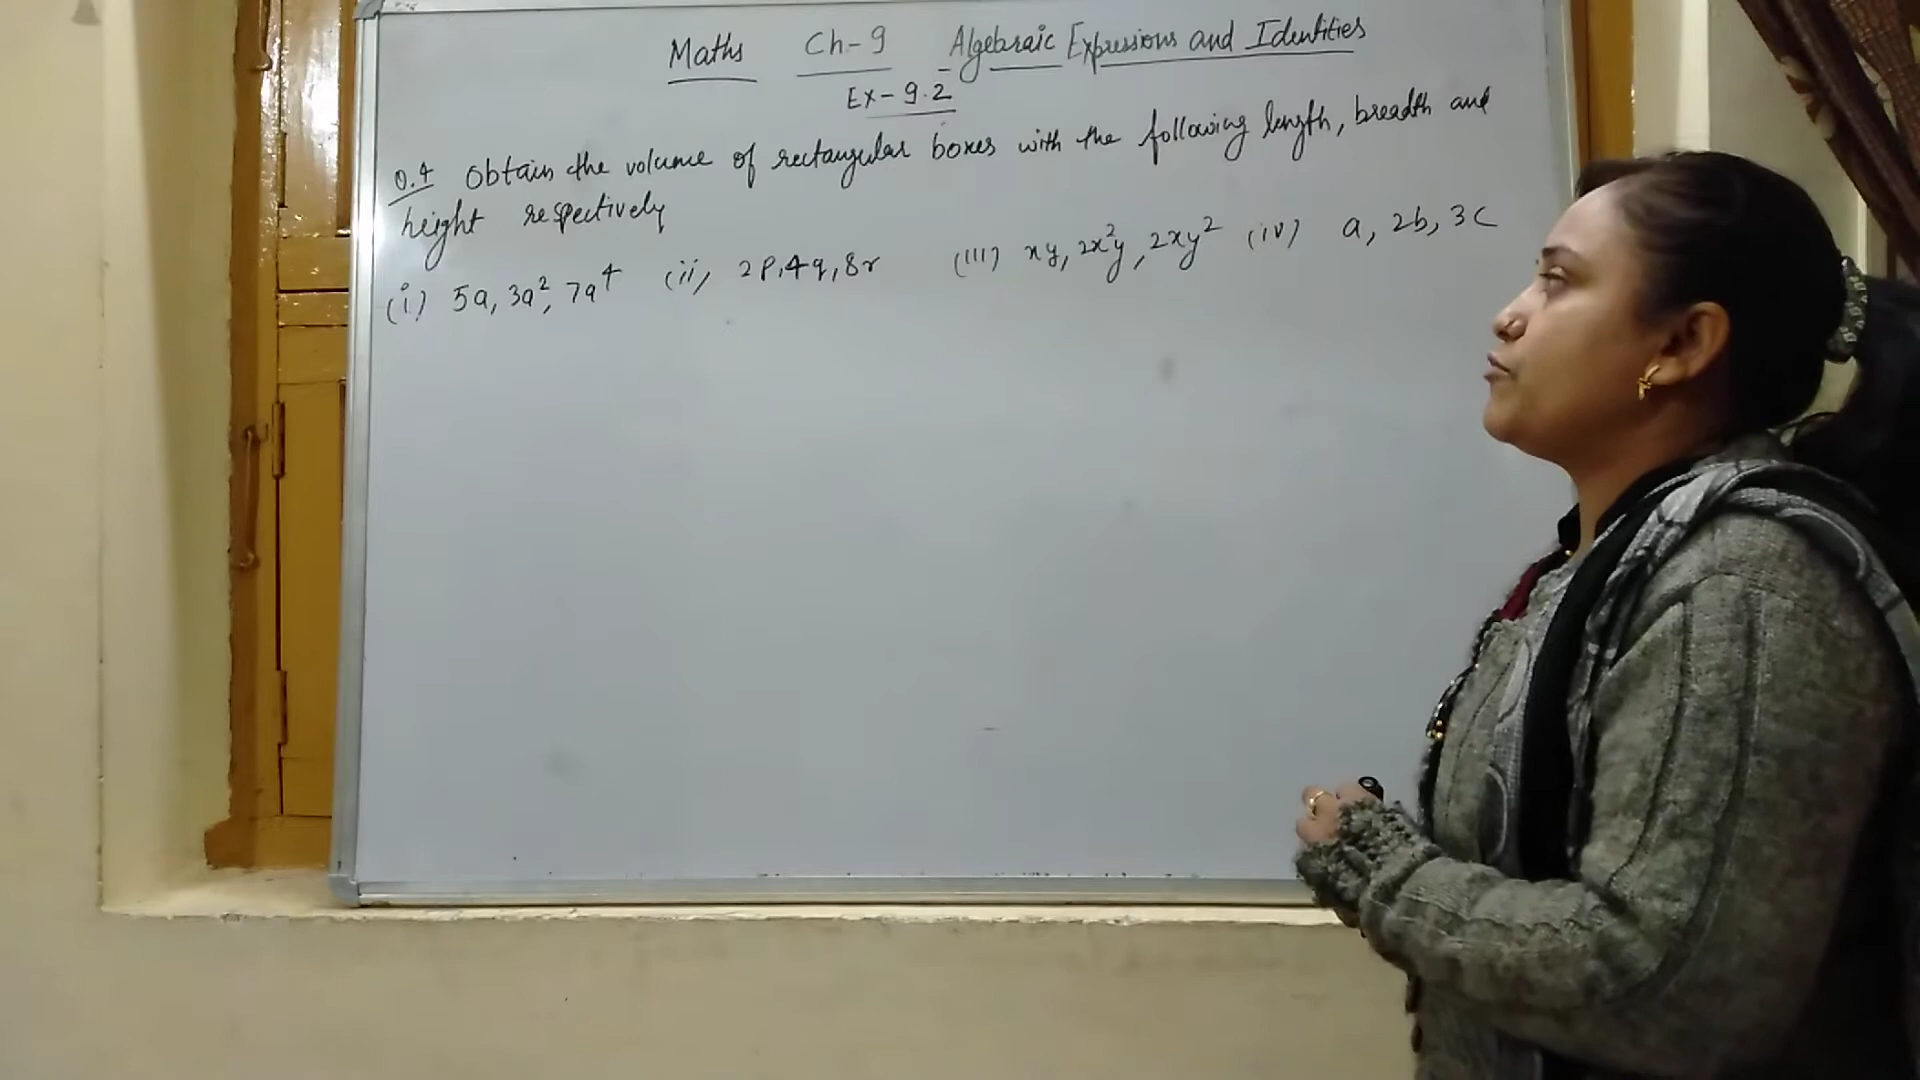 Maths Ch-9 Algebraic Expressions and Identities
Ex-9.2
Q.4 Obtain the volume of rectangular boxes with the following length, breadth and
height respectively
(i) 5a, 3a², 7a⁴ (ii) 2p, 4q, 8r (iii) xy, 2x²y, 2xy² (iv) a, 2b, 3c